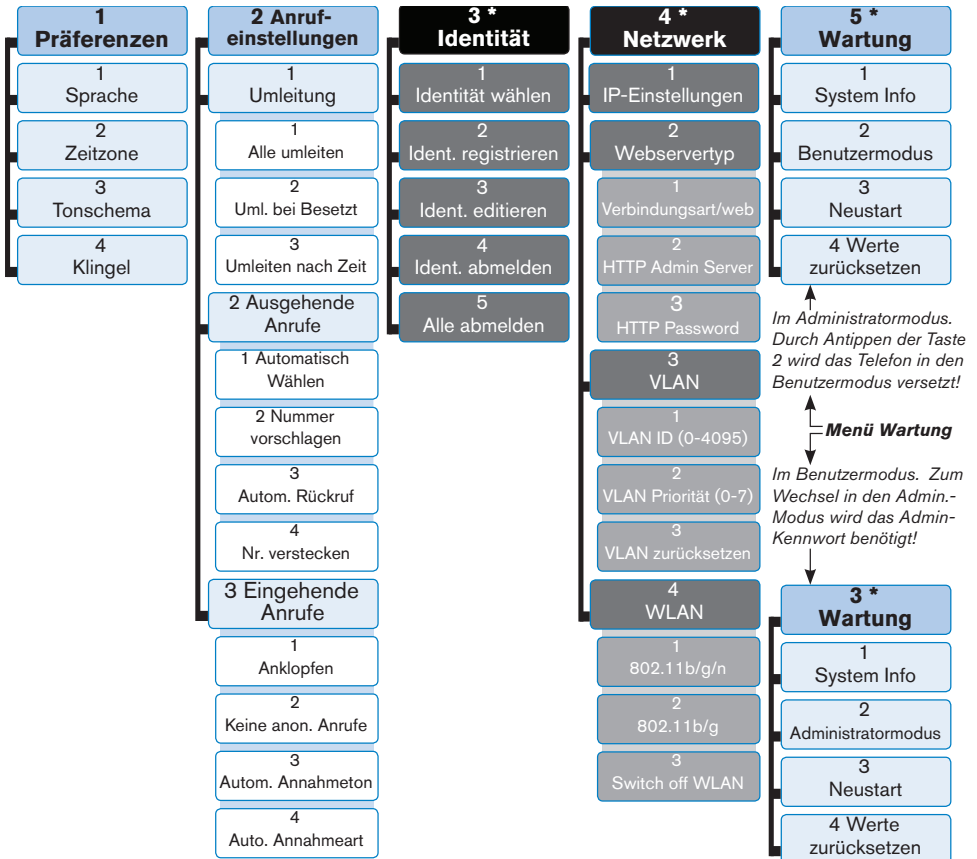 1
Präferenzen
1
Sprache
2
Zeitzone
3
Tonschema
4
Klingel
2 Anruf-
einstellungen
1
Umleitung
1
Alle umleiten
2
Uml. bei Besetzt
3
Umleiten nach Zeit
2 Ausgehende
Anrufe
1 Automatisch
Wählen
2 Nummer
vorschlagen
3
Autom. Rückruf
4
Nr. verstecken
3 Eingehende
Anrufe
1
Anklopfen
2
Keine anon. Anrufe
3
Autom. Annahmeton
4
Auto. Annahmeart
3 *
Identität
1
Identität wählen
2
Ident. registrieren
3
Ident. editieren
4
Ident. abmelden
5
Alle abmelden
4 *
Netzwerk
1
IP-Einstellungen
2
Webservertyp
1
Verbindungsart/web
2
HTTP Admin Server
3
HTTP Password
3
VLAN
1
VLAN ID (0-4095)
2
VLAN Priorität (0-7)
3
VLAN zurücksetzen
4
WLAN
1
802.11b/g/n
2
802.11b/g
3
Switch off WLAN
5 *
Wartung
1
System Info
2
Benutzermodus
3
Neustart
4 Werte
zurücksetzen
Im Administratormodus.
Durch Antippen der Taste
2 wird das Telefon in den
Benutzermodus versetzt!
Menü Wartung
Im Benutzermodus. Zum
Wechsel in den Admin.-
Modus wird das Admin-
Kennwort benötigt!
3 *
Wartung
1
System Info
2
Administratormodus
3
Neustart
4 Werte
zurücksetzen